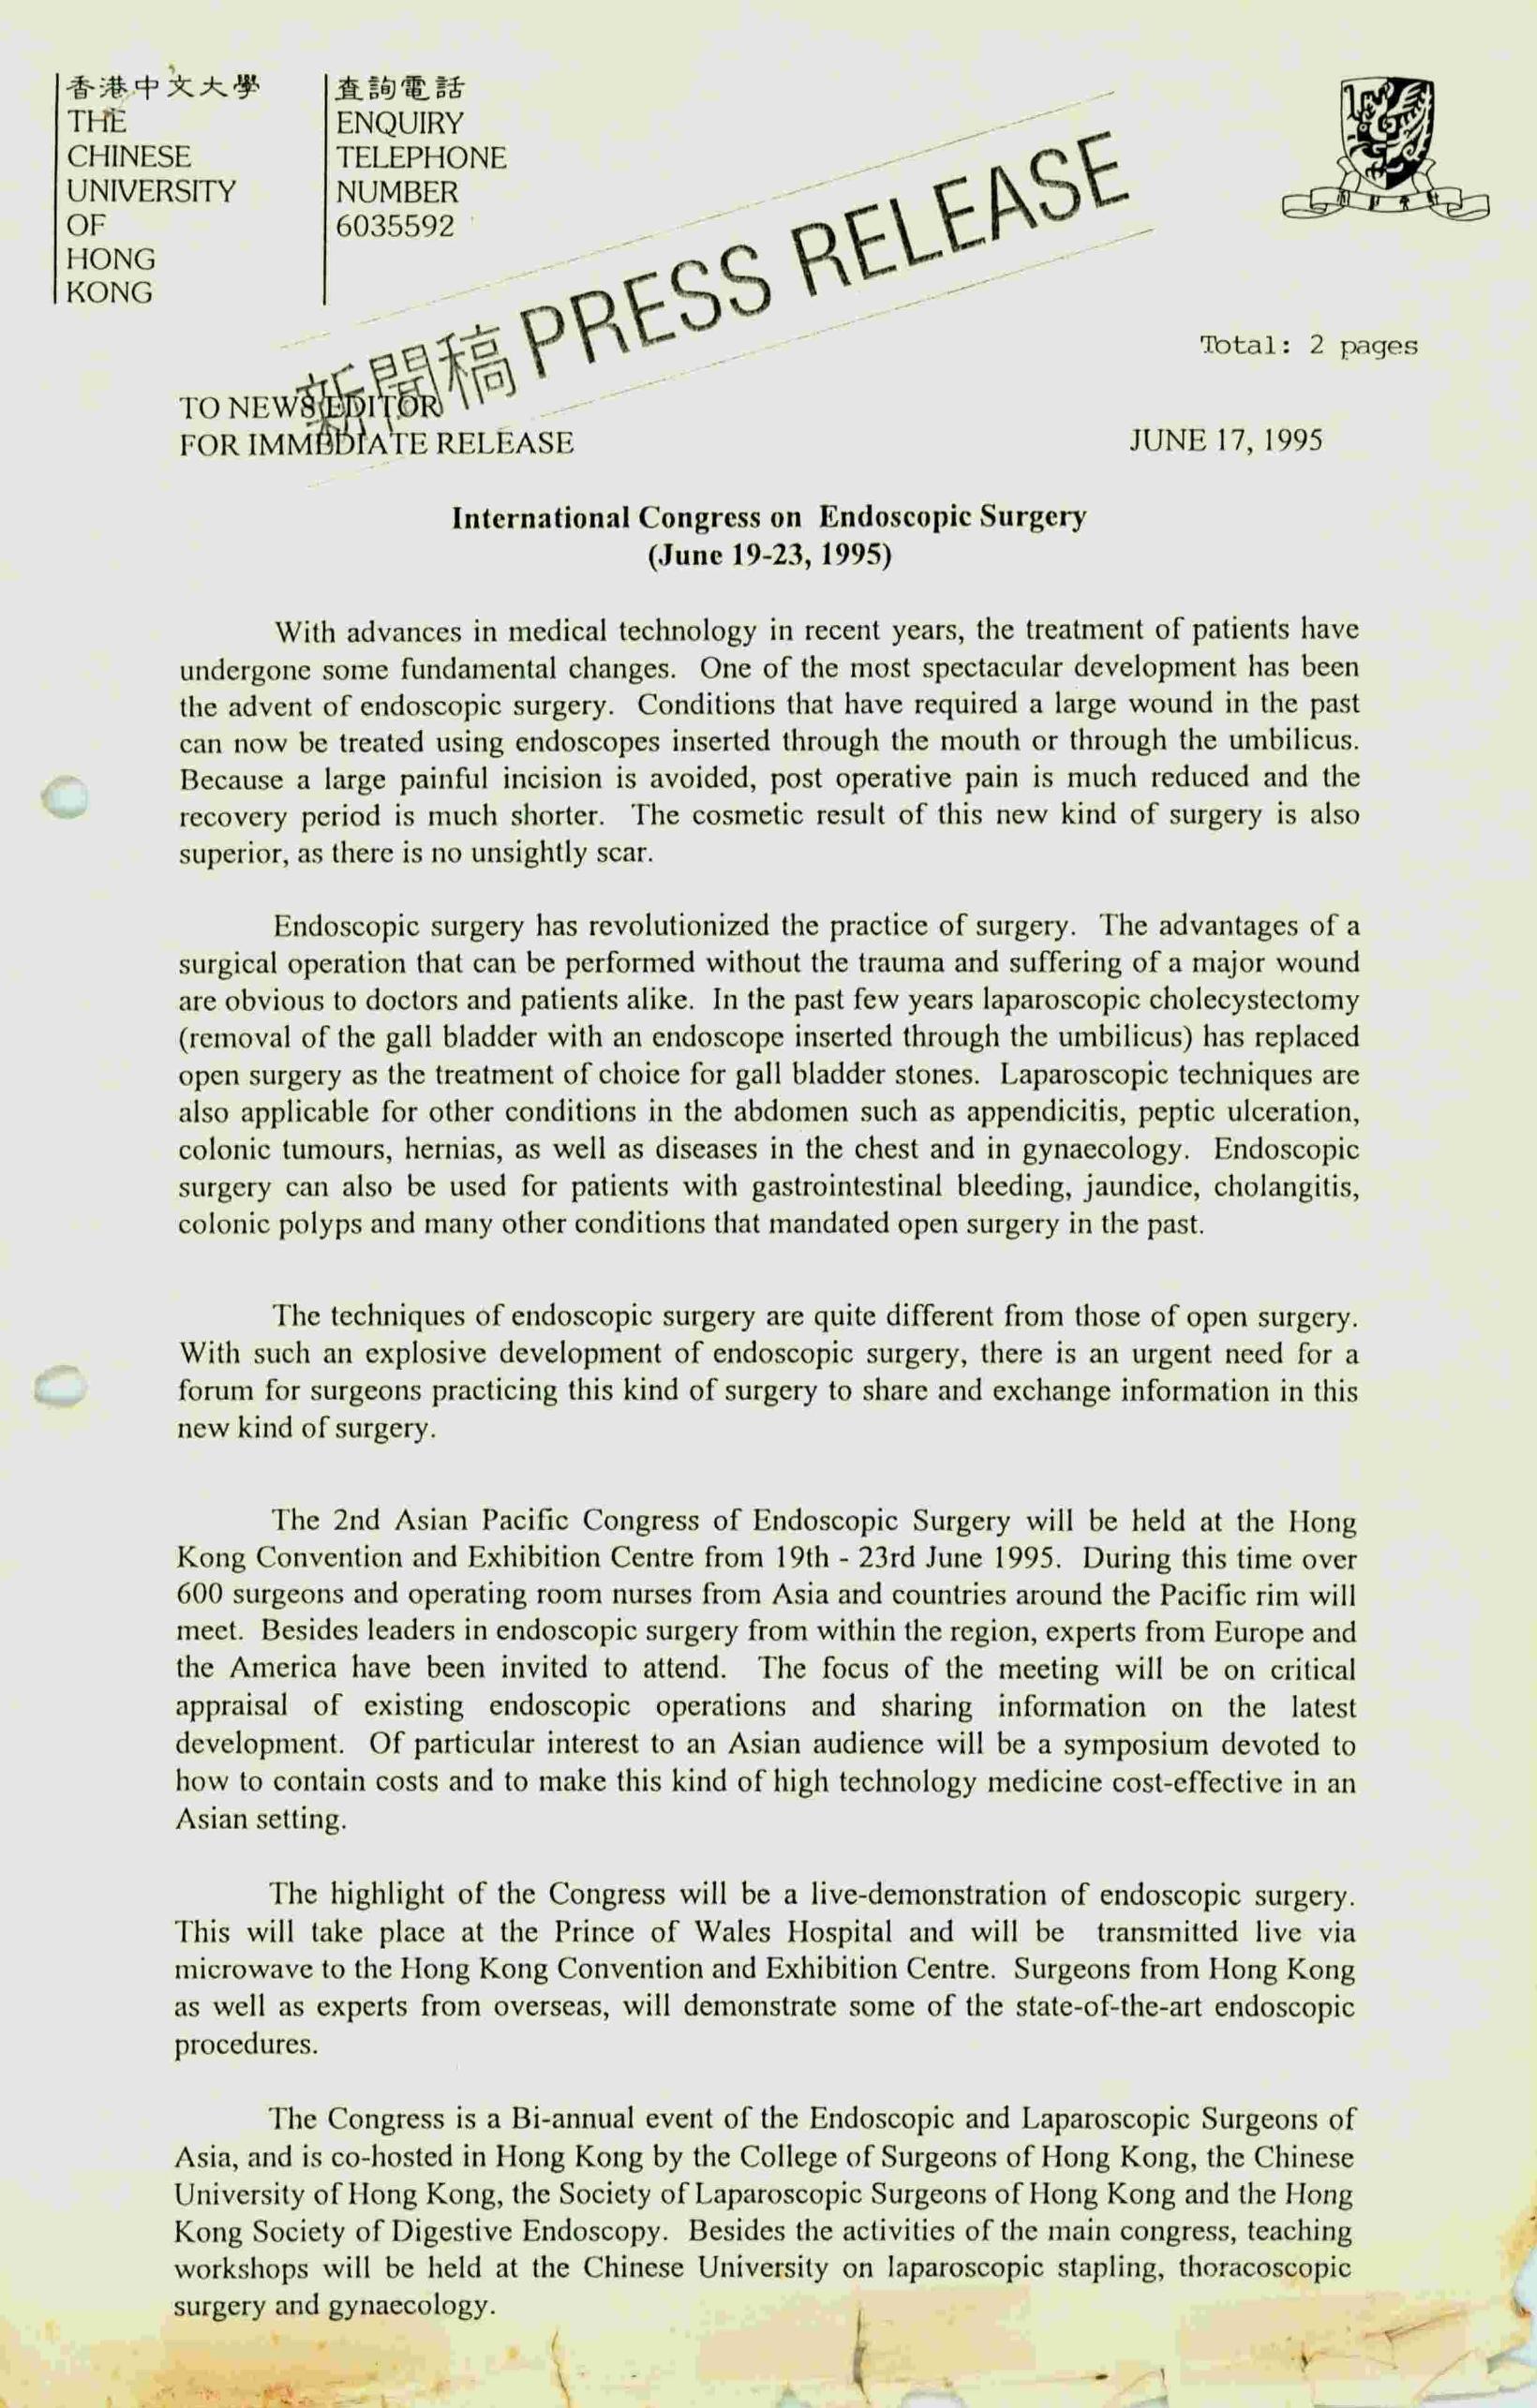 香港中文大學
THE
CHINESE
UNIVERSITY
OF
HONG
KONG
查詢電話
ENQUIRY
TELEPHONE
NUMBER
6035592
新聞稿 PRESS RELEASE
Total: 2 pages
TO NEWS EDITOR
FOR IMMEDIATE RELEASE
JUNE 17, 1995
International Congress on Endoscopic Surgery
(June 19-23, 1995)
With advances in medical technology in recent years, the treatment of patients have
undergone some fundamental changes. One of the most spectacular development has been
the advent of endoscopic surgery. Conditions that have required a large wound in the past
can now be treated using endoscopes inserted through the mouth or through the umbilicus.
Because a large painful incision is avoided, post operative pain is much reduced and the
recovery period is much shorter. The cosmetic result of this new kind of surgery is also
superior, as there is no unsightly scar.
Endoscopic surgery has revolutionized the practice of surgery. The advantages of a
surgical operation that can be performed without the trauma and suffering of a major wound
are obvious to doctors and patients alike. In the past few years laparoscopic cholecystectomy
(removal of the gall bladder with an endoscope inserted through the umbilicus) has replaced
open surgery as the treatment of choice for gall bladder stones. Laparoscopic techniques are
also applicable for other conditions in the abdomen such as appendicitis, peptic ulceration,
colonic tumours, hernias, as well as diseases in the chest and in gynaecology. Endoscopic
surgery can also be used for patients with gastrointestinal bleeding, jaundice, cholangitis,
colonic polyps and many other conditions that mandated open surgery in the past.
The techniques of endoscopic surgery are quite different from those of open surgery.
With such an explosive development of endoscopic surgery, there is an urgent need for a
forum for surgeons practicing this kind of surgery to share and exchange information in this
new kind of surgery.
The 2nd Asian Pacific Congress of Endoscopic Surgery will be held at the Hong
Kong Convention and Exhibition Centre from 19th - 23rd June 1995. During this time over
600 surgeons and operating room nurses from Asia and countries around the Pacific rim will
meet. Besides leaders in endoscopic surgery from within the region, experts from Europe and
the America have been invited to attend. The focus of the meeting will be on critical
appraisal of existing endoscopic operations and sharing information on the latest
development. Of particular interest to an Asian audience will be a symposium devoted to
how to contain costs and to make this kind of high technology medicine cost-effective in an
Asian setting.
The highlight of the Congress will be a live-demonstration of endoscopic surgery.
This will take place at the Prince of Wales Hospital and will be transmitted live via
microwave to the Hong Kong Convention and Exhibition Centre. Surgeons from Hong Kong
as well as experts from overseas, will demonstrate some of the state-of-the-art endoscopic
procedures.
The Congress is a Bi-annual event of the Endoscopic and Laparoscopic Surgeons of
Asia, and is co-hosted in Hong Kong by the College of Surgeons of Hong Kong, the Chinese
University of Hong Kong, the Society of Laparoscopic Surgeons of Hong Kong and the Hong
Kong Society of Digestive Endoscopy. Besides the activities of the main congress, teaching
workshops will be held at the Chinese University on laparoscopic stapling, thoracoscopic
surgery and gynaecology.